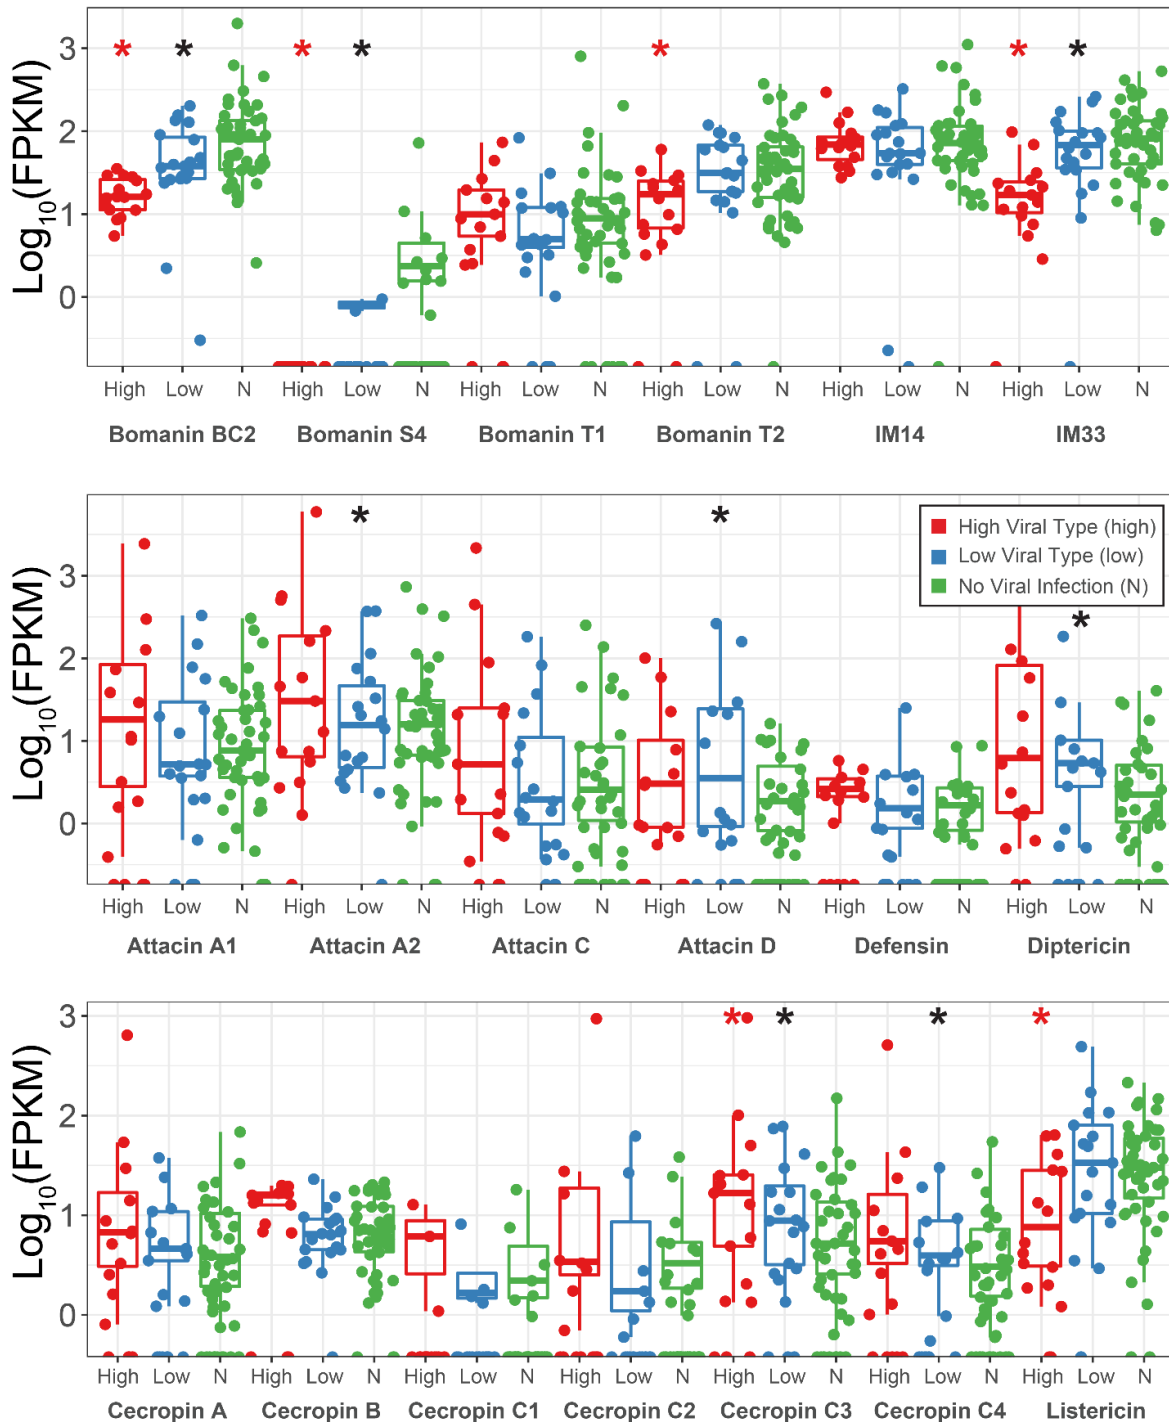 Log10(FPKM)
3
2
1
0
* * * * * * *
High Low N High Low N High Low N High Low N High Low N High Low N
Bomanin BC2 Bomanin S4 Bomanin T1 Bomanin T2 IM14 IM33
Log10(FPKM)
3
2
1
0
* * *
High Viral Type (high)
Low Viral Type (low)
No Viral Infection (N)
High Low N High Low N High Low N High Low N High Low N High Low N
Attacin A1 Attacin A2 Attacin C Attacin D Defensin Diptericin
Log10(FPKM)
3
2
1
0
* * * *
High Low N High Low N High Low N High Low N High Low N High Low N High Low N
Cecropin A Cecropin B Cecropin C1 Cecropin C2 Cecropin C3 Cecropin C4 Listericin